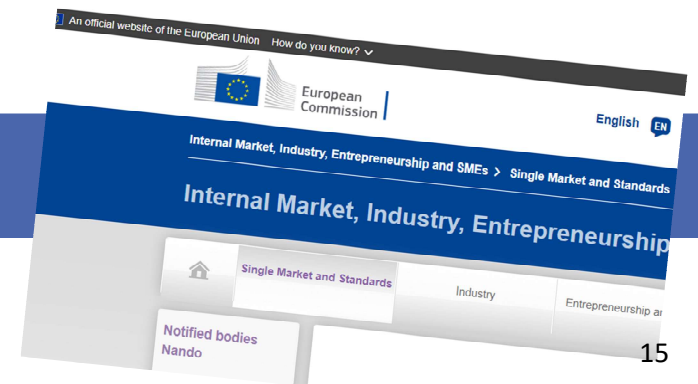 An official website of the European Union How do you know?
European
Commission
English EN
Internal Market, Industry, Entrepreneurship and SMEs > Single Market and Standards
Internal Market, Industry, Entrepreneurship
Single Market and Standards
Industry
Entrepreneurship
Notified bodies
Nando
15